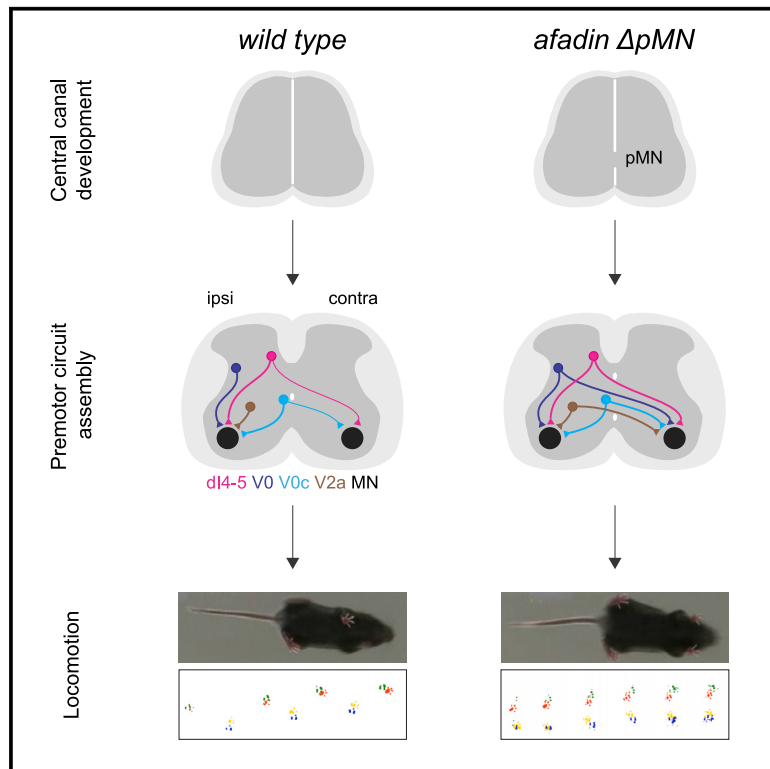 wild type
afadin ΔpMN
Central canal
development
pMN
Premotor circuit
assembly
ipsi
contra
dI4-5 V0 V0c V2a MN
Locomotion